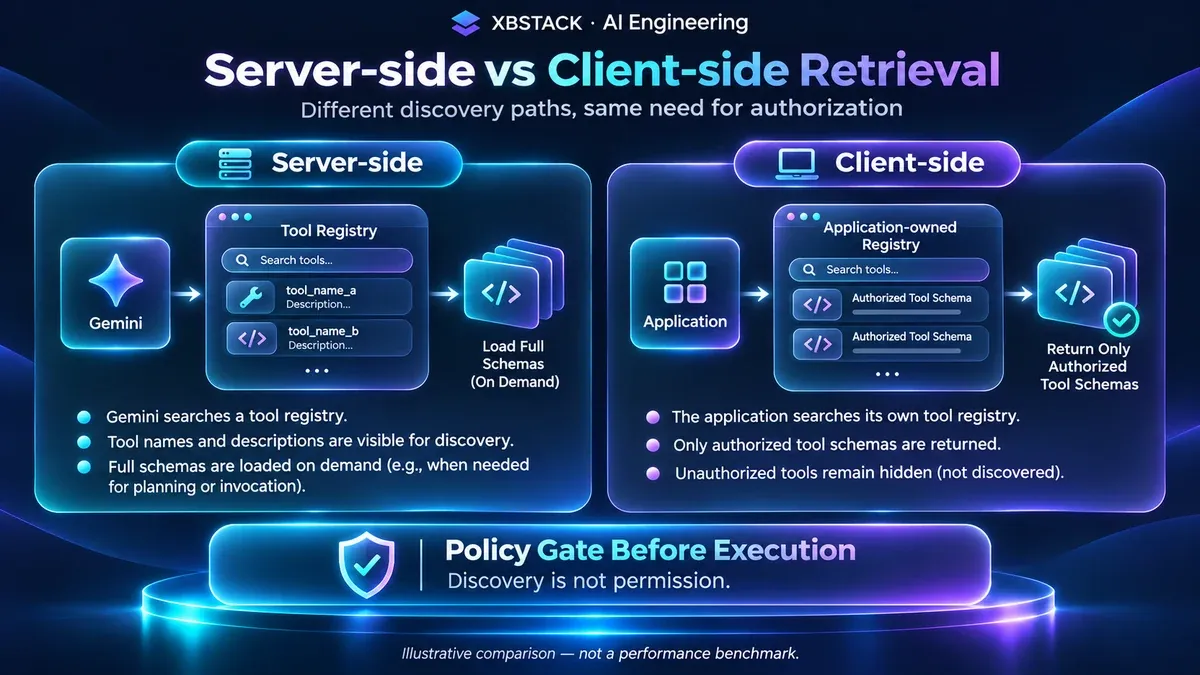 XBSTACK · AI Engineering
Server-side vs Client-side Retrieval
Different discovery paths, same need for authorization
Server-side
Gemini
Tool Registry
Search tools...
tool_name_a
Description...
</>
tool_name_b
Description...
...
</>
Load Full
Schemas
(On Demand)
Gemini searches a tool registry.
Tool names and descriptions are visible for discovery.
Full schemas are loaded on demand (e.g., when needed
for planning or invocation).
Client-side
Application
Application-owned
Registry
Search tools...
</>
Authorized Tool Schema
</>
Authorized Tool Schema
...
</>
Return Only
Authorized
Tool Schemas
The application searches its own tool registry.
Only authorized tool schemas are returned.
Unauthorized tools remain hidden (not discovered).
Policy Gate Before Execution
Discovery is not permission.
Illustrative comparison — not a performance benchmark.